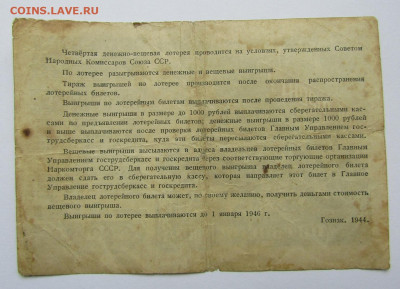 COINS.LAVE.RU
Четвёртая денежно-вещевая лотерея проводится на условиях, утвержденных Советом
Народных Комиссаров Союза ССР.
По лотерее разыгрываются денежные и вещевые выигрыши.
Тираж выигрышей по лотерее производится после окончания распространения
лотерейных билетов.
Выигрыши по лотерейным билетам выплачиваются после проведения тиража.
Денежные выигрыши в размере до 1000 рублей выплачиваются сберегательными кас-
сами по предъявлении лотерейных билетов, денежные выигрыши в размере 1000 рублей
и выше выплачиваются после проверки лотерейных билетов Главным Управлением гос-
трудсберкасс и госкредита, куда эти билеты пересылаются сберегательными кассами.
Вещевые выигрыши высылаются в адреса владельцев лотерейных билетов Главным
Управлением гострудсберкасс и госкредита через соответствующие торгующие организации
Наркомторга СССР. Для получения вещевого выигрыша владелец лотерейного билета
должен сдать его в сберегательную кассу, которая направляет этот билет в Главное
Управление гострудсберкасс и госкредита.
Владелец лотерейного билета может, по своему желанию, получить деньгами стоимость
вещевого выигрыша.
Выигрыши по лотерее выплачиваются до 1 января 1946 г.
Гознак. 1944.